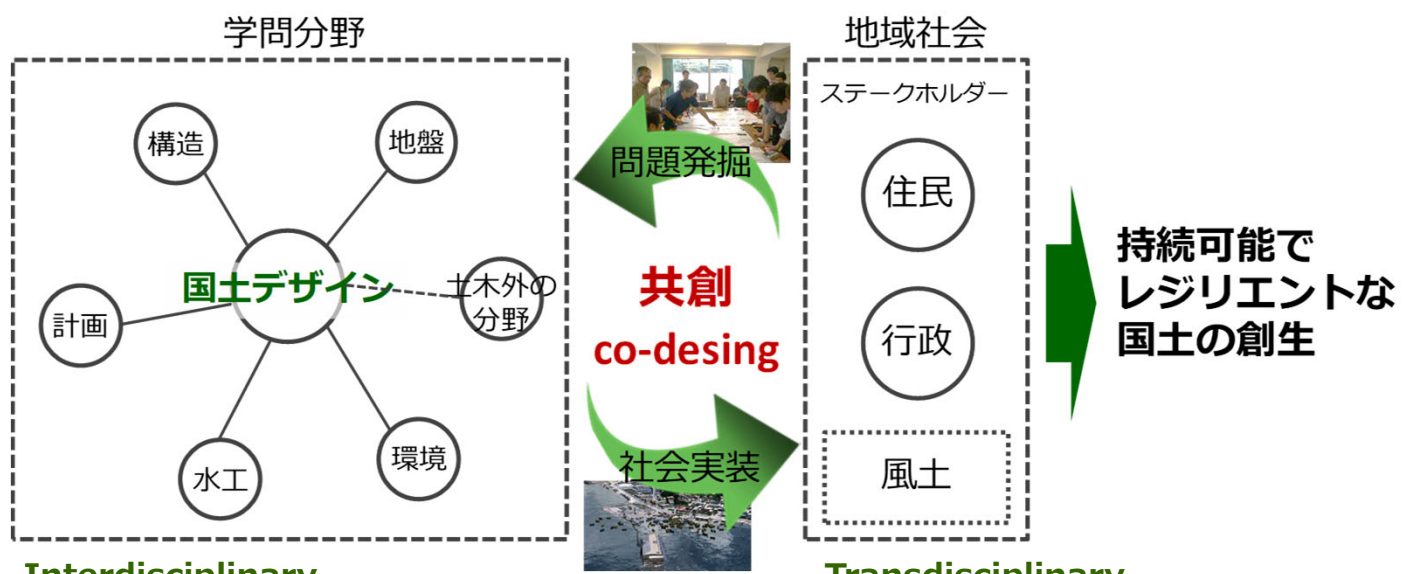 学問分野
地域社会
構造
地盤
国土デザイン
土木外の
分野
計画
水工
環境
問題発掘
共創
co-desing
社会実装
ステークホルダー
住民
行政
風土
持続可能で
レジリエントな
国土の創生
Interdisciplinary
Transdisciplinary